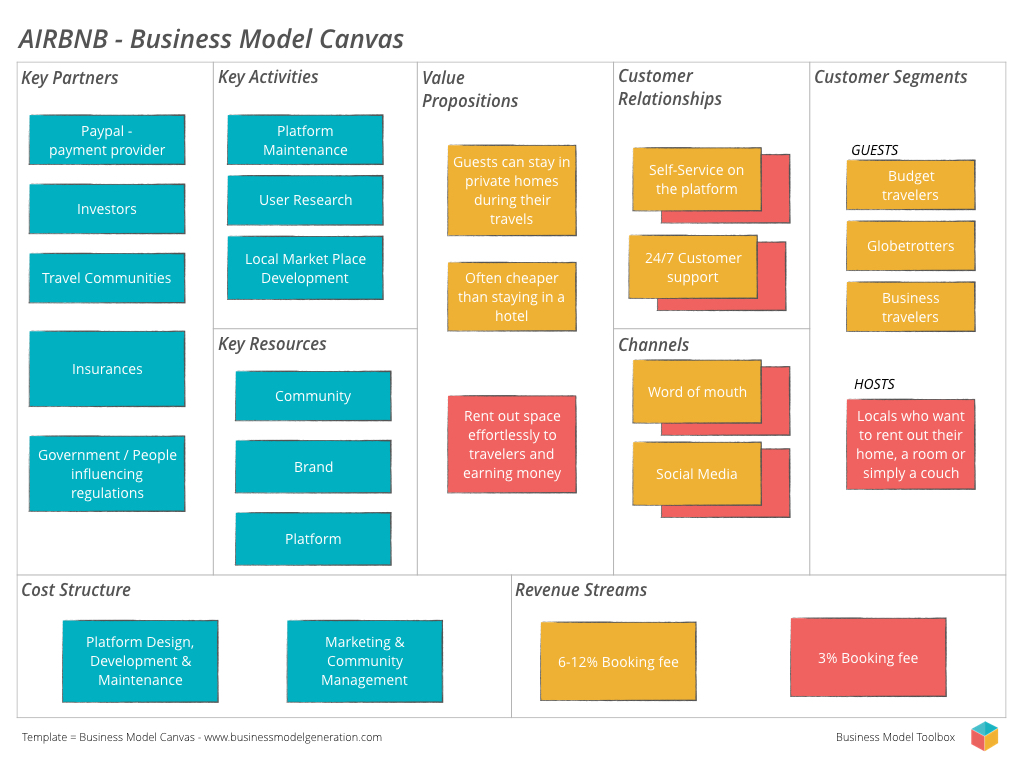 AIRBNB - Business Model Canvas
Key Partners
Paypal -
payment provider
Investors
Travel Communities
Insurances
Government / People
influencing
regulations
Key Activities
Platform
Maintenance
User Research
Local Market Place
Development
Key Resources
Community
Brand
Platform
Value
Propositions
Guests can stay in
private homes
during their
travels
Often cheaper
than staying in a
hotel
Rent out space
effortlessly to
travelers and
earning money
Customer
Relationships
Self-Service on
the platform
24/7 Customer
support
Channels
Word of mouth
Social Media
Customer Segments
GUESTS
Budget
travelers
Globetrotters
Business
travelers
HOSTS
Locals who want
to rent out their
home, a room or
simply a couch
Cost Structure
Platform Design,
Development &
Maintenance
Marketing &
Community
Management
Revenue Streams
6-12% Booking fee
3% Booking fee
Template = Business Model Canvas - www.businessmodelgeneration.com
Business Model Toolbox